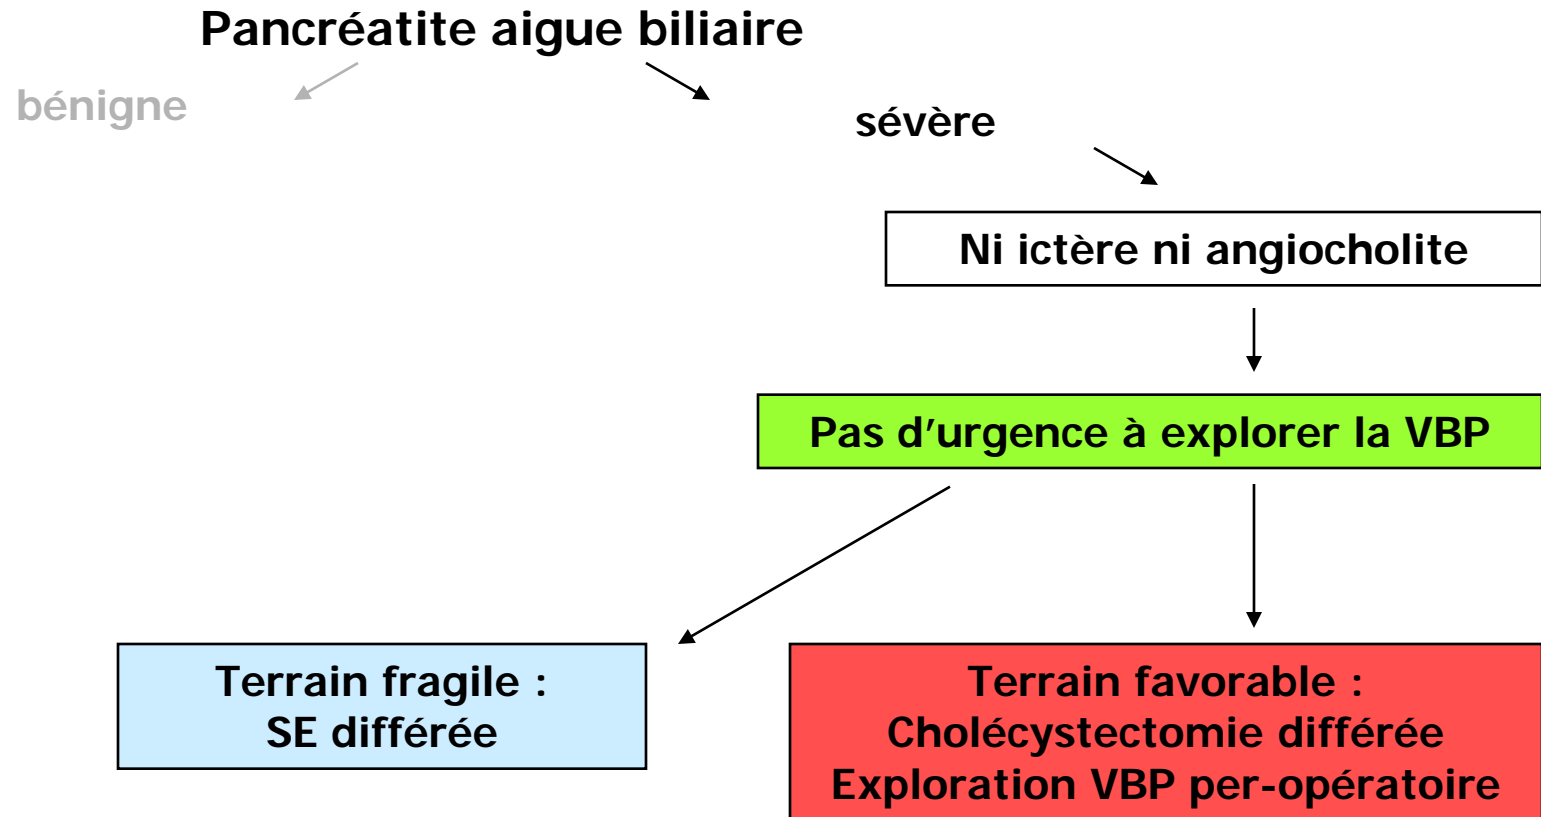 Pancréatite aigue biliaire
bénigne
sévère
Ni ictère ni angiocholite
Pas d’urgence à explorer la VBP
Terrain fragile :
SE différée
Terrain favorable :
Cholécystectomie différée
Exploration VBP per-opératoire